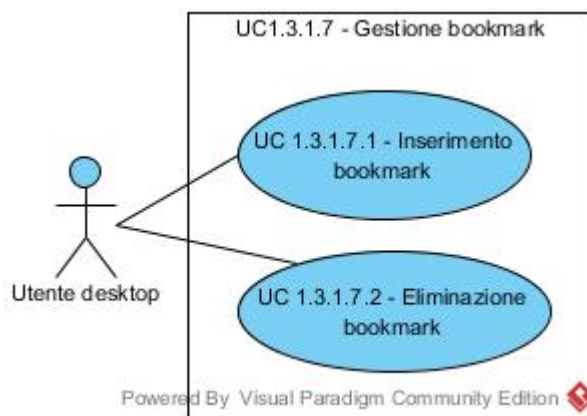 UC1.3.1.7 - Gestione bookmark
UC 1.3.1.7.1 - Inserimento
bookmark
Utente desktop
UC 1.3.1.7.2 - Eliminazione
bookmark
Powered By Visual Paradigm Community Edition